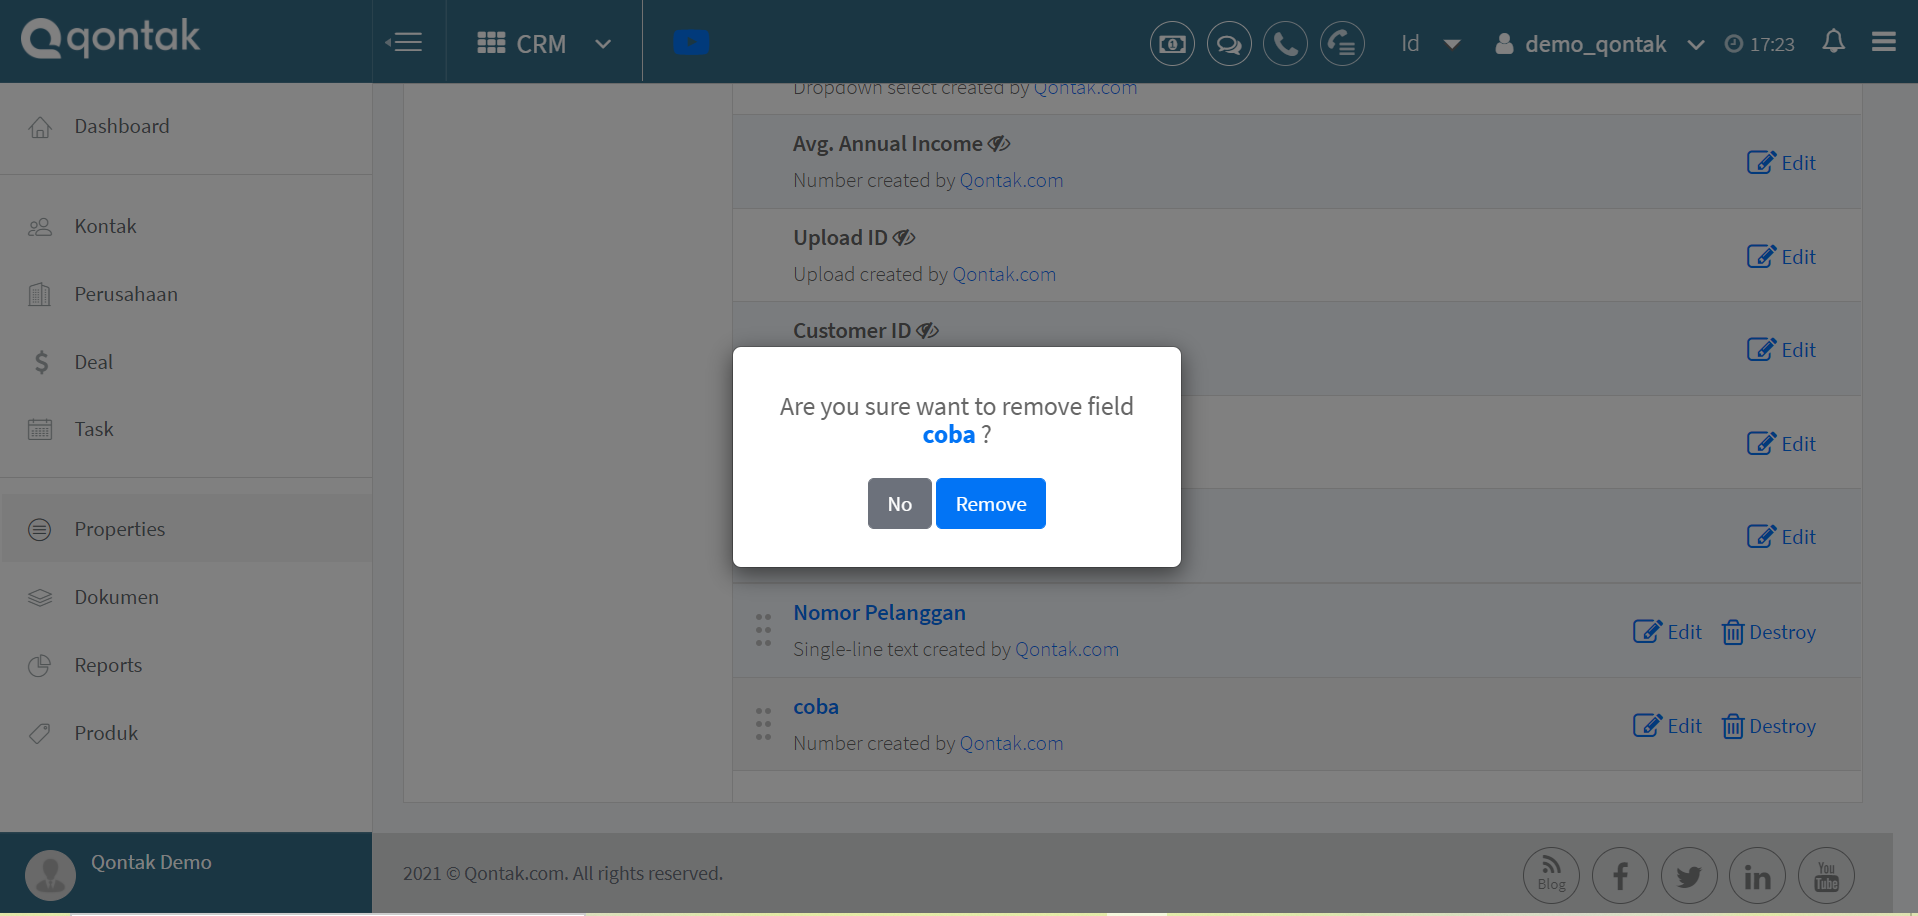 qontak
CRM
Id
demo_qontak
17:23
Dashboard
Kontak
Perusahaan
Deal
Task
Properties
Dokumen
Reports
Produk
Qontak Demo
Dropdown select created by Qontak.com
Avg. Annual Income
Number created by Qontak.com
Edit
Upload ID
Upload created by Qontak.com
Edit
Customer ID
Edit
Edit
Edit
Are you sure want to remove field
coba ?
No
Remove
Nomor Pelanggan
Single-line text created by Qontak.com
Edit
Destroy
coba
Number created by Qontak.com
Edit
Destroy
2021 © Qontak.com. All rights reserved.
Blog
You
Tube